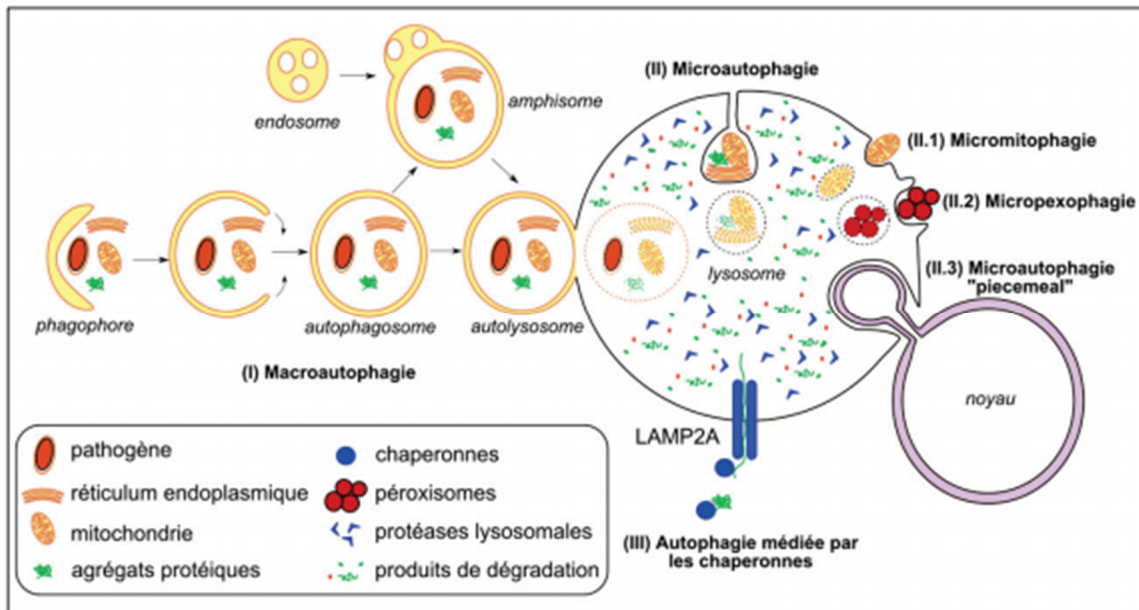 (II) Microautophagie
endosome
amphisome
(II.1) Micromitophagie
(II.2) Micropexophagie
(II.3) Microautophagie
"piecemeal"
lysosome
phagophore
autophagosome
autolysosome
(I) Macroautophagie
noyau
LAMP2A
(III) Autophagie médiée par
les chaperonnes
pathogène
réticulum endoplasmique
mitochondrie
agrégats protéiques
chaperonnes
péroxisomes
protéases lysosomales
produits de dégradation